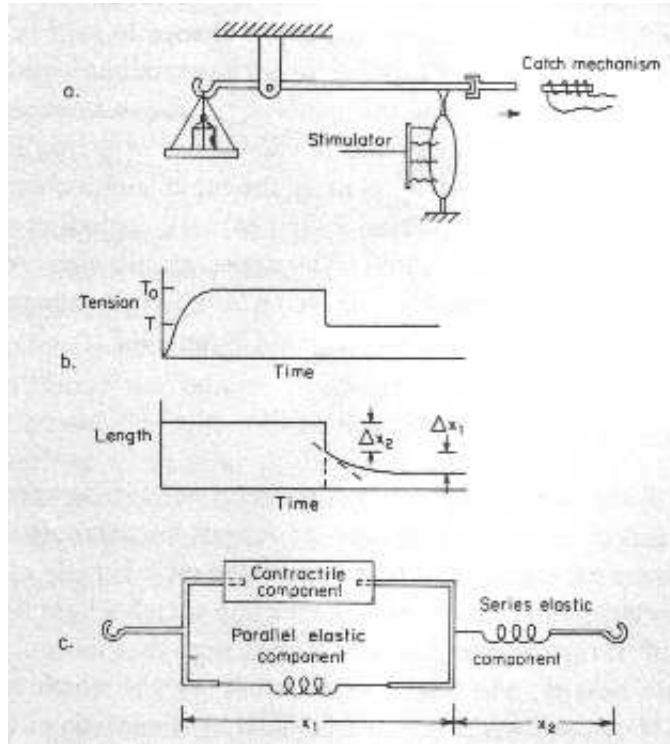 Catch mechanism
a.
Stimulator
T₀
Tension
T
b.
Time
Length
Δx₂
Δx₁
Time
Contractile
component
c.
Parallel elastic
component
Series elastic
component
x₁
x₂